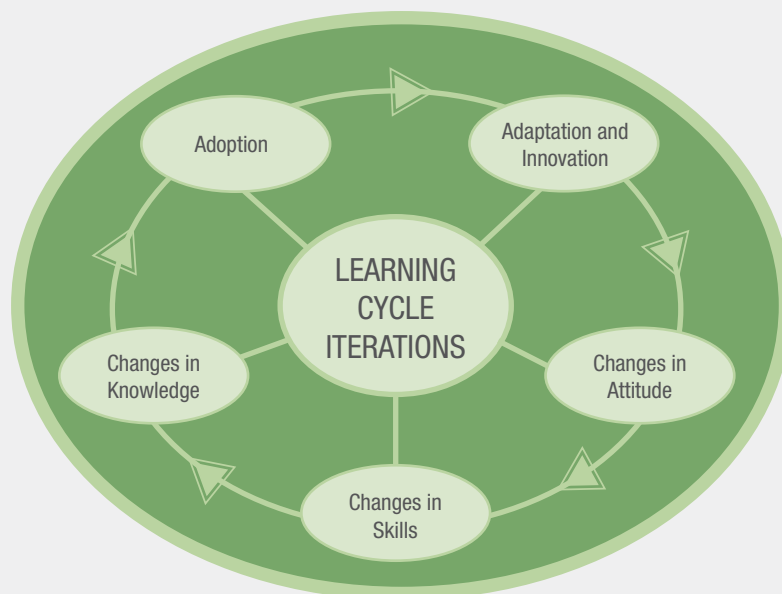 Adoption
Adaptation and
Innovation
LEARNING
CYCLE
ITERATIONS
Changes in
Knowledge
Changes in
Attitude
Changes in
Skills